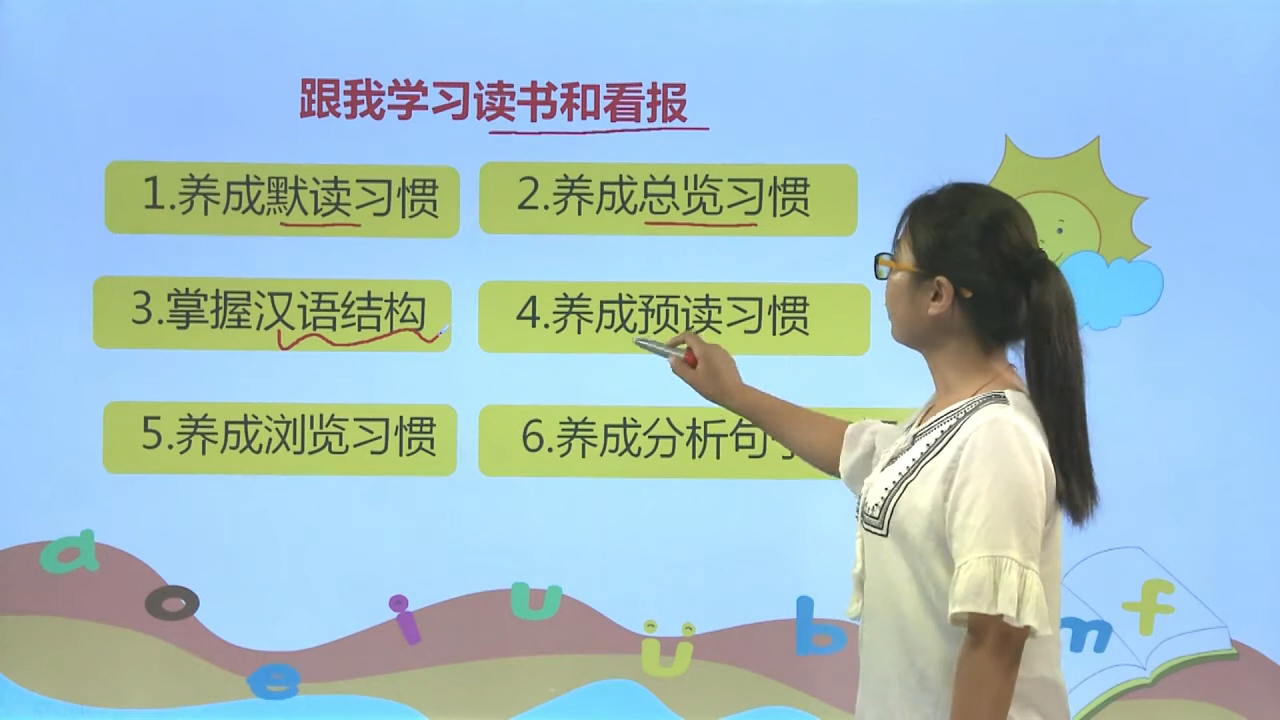 跟我学习读书和看报
1.养成默读习惯
2.养成总览习惯
3.掌握汉语结构
4.养成预读习惯
5.养成浏览习惯
6.养成分析句
a
o
e
i
u
ü
b
m
f